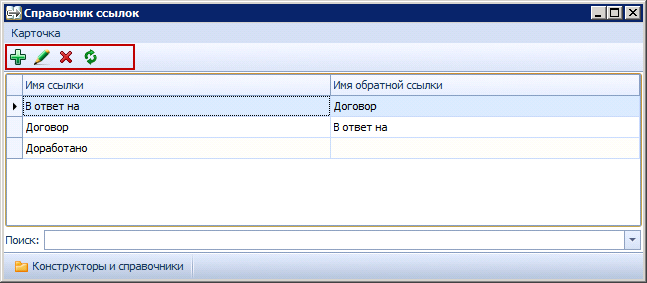 Справочник ссылок
Карточка
Имя ссылки Имя обратной ссылки
В ответ на Договор
Договор В ответ на
Доработано
Поиск:
Конструкторы и справочники